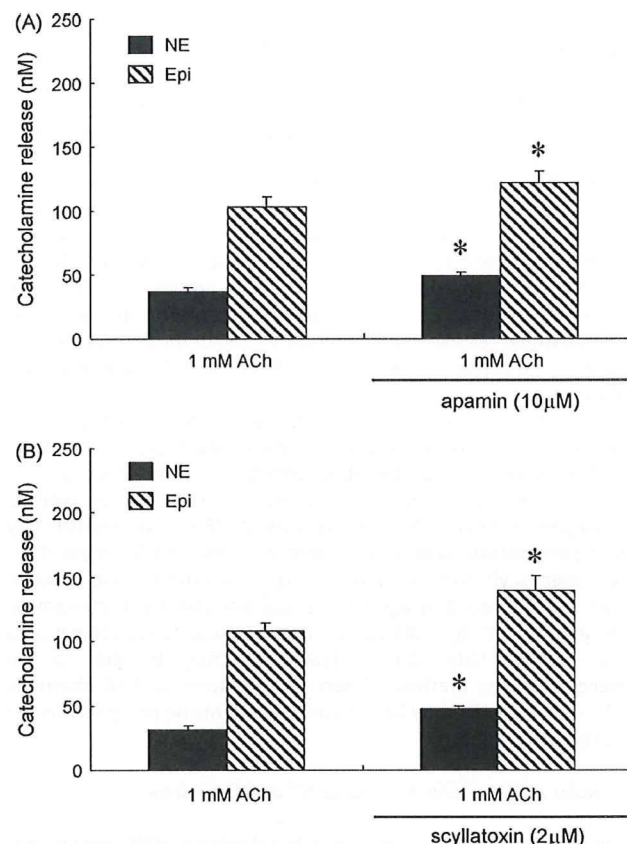 (A)
250
200
150
100
50
0
Catecholamine release (nM)
NE
Epi
*
*
1 mM ACh
1 mM ACh
apamin (10μM)
(B)
250
200
150
100
50
0
Catecholamine release (nM)
NE
Epi
*
*
1 mM ACh
1 mM ACh
scyllatoxin (2μM)